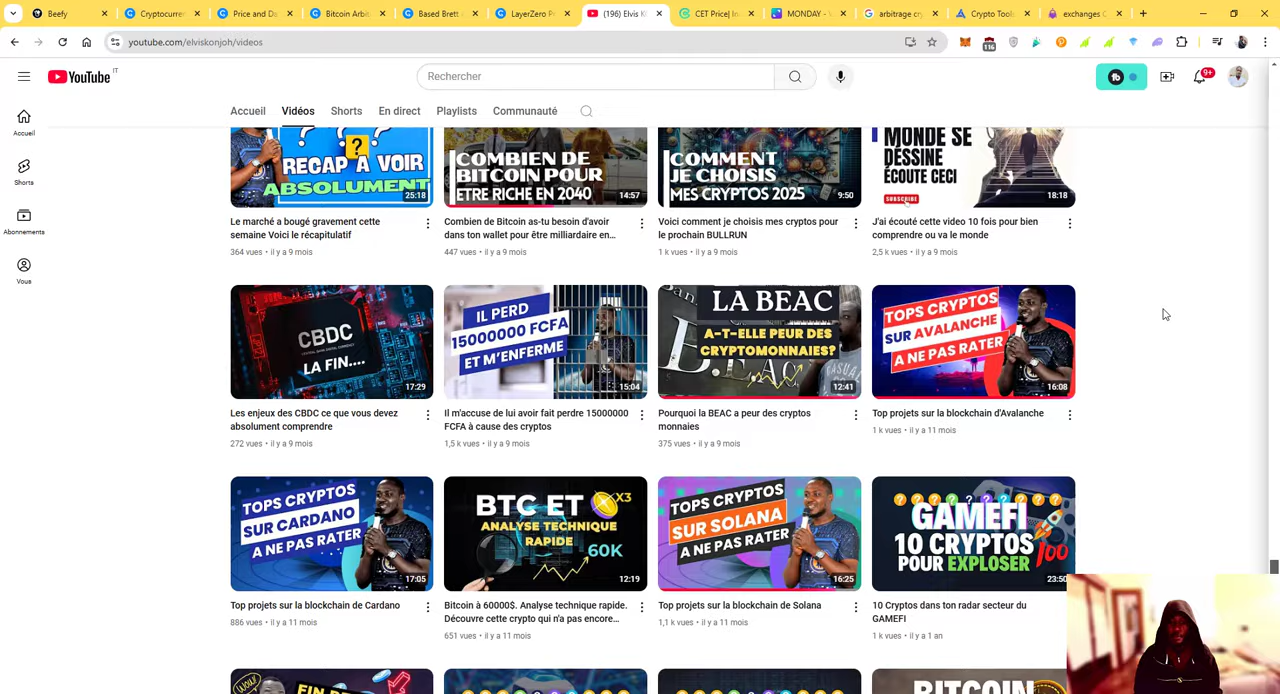 Beefy
Cryptocurre
Price and Da
Bitcoin Arbit
Based Brett
LayerZero Pr
(196) Elvis K
CET Price| In
MONDAY -
arbitrage cry
Crypto Tools
exchanges C
youtube.com/elviskonjoh/videos
116
YouTube IT
Rechercher
9+
Accueil
Vidéos
Shorts
En direct
Playlists
Communauté
Accueil
Shorts
Abonnements
Vous
RECAP A VOIR
ABSOLUMENT
25:18
Le marché a bougé gravement cette
semaine Voici le récapitulatif
364 vues • il y a 9 mois
COMBIEN DE
BITCOIN POUR
ETRE RICHE EN 2040
14:57
Combien de Bitcoin as-tu besoin d'avoir
dans ton wallet pour être milliardaire en...
447 vues • il y a 9 mois
COMMENT
JE CHOISIS
MES CRYPTOS 2025
9:50
Voici comment je choisis mes cryptos pour
le prochain BULLRUN
1 k vues • il y a 9 mois
MONDE SE
DESSINE
ÉCOUTE CECI
SUBSCRIBE
18:18
J'ai écouté cette video 10 fois pour bien
comprendre ou va le monde
2,5 k vues • il y a 9 mois
CBDC
LA FIN....
17:29
Les enjeux des CBDC ce que vous devez
absolument comprendre
272 vues • il y a 9 mois
IL PERD
1500000 FCFA
ET M'ENFERME
15:04
Il m'accuse de lui avoir fait perdre 15000000
FCFA à cause des cryptos
1,5 k vues • il y a 9 mois
LA BEAC
A-T-ELLE PEUR DES
CRYPTOMONNAIES?
12:41
Pourquoi la BEAC a peur des cryptos
monnaies
375 vues • il y a 9 mois
TOPS CRYPTOS
SUR AVALANCHE
A NE PAS RATER
16:08
Top projets sur la blockchain d'Avalanche
1 k vues • il y a 11 mois
TOPS CRYPTOS
SUR CARDANO
A NE PAS RATER
17:05
Top projets sur la blockchain de Cardano
886 vues • il y a 11 mois
BTC ET X3
ANALYSE TECHNIQUE
RAPIDE
60K
12:19
Bitcoin à 60000$. Analyse technique rapide.
Découvre cette crypto qui n'a pas encore...
651 vues • il y a 11 mois
TOPS CRYPTOS
SUR SOLANA
A NE PAS RATER
16:25
Top projets sur la blockchain de Solana
1,1 k vues • il y a 11 mois
GAMEFI
10 CRYPTOS
POUR EXPLOSER
100
23:50
10 Cryptos dans ton radar secteur du
GAMEFI
1 k vues • il y a 1 an
WOW!
BITCOIN